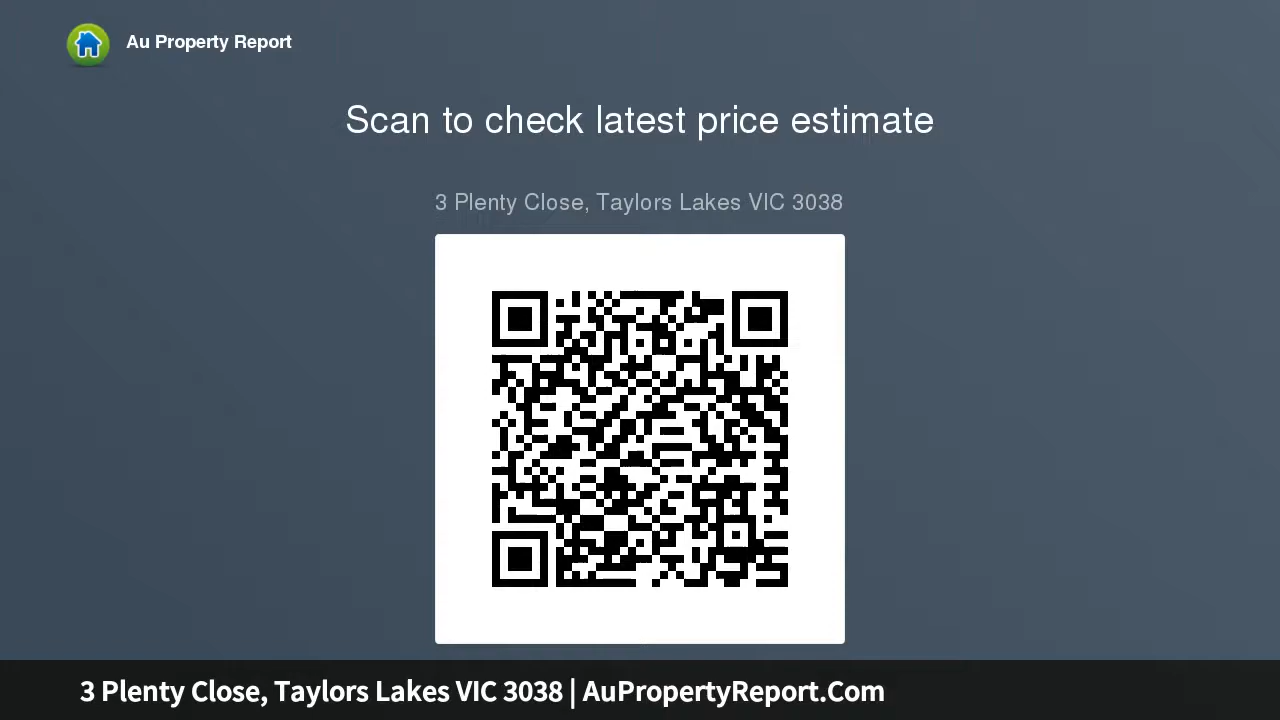 Au Property Report
Scan to check latest price estimate
3 Plenty Close, Taylors Lakes VIC 3038
3 Plenty Close, Taylors Lakes VIC 3038 | AuPropertyReport.Com